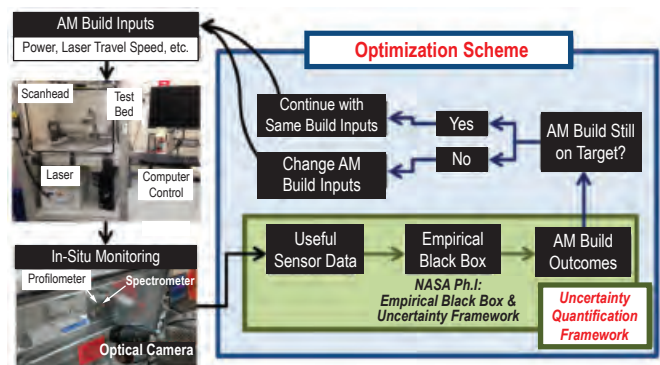 AM Build Inputs
Power, Laser Travel Speed, etc.
Scanhead
Test
Bed
Laser
Computer
Control
In-Situ Monitoring
Profilometer
Spectrometer
Optical Camera
Optimization Scheme
Continue with
Same Build Inputs
Yes
AM Build Still
on Target?
No
Change AM
Build Inputs
Useful
Sensor Data
Empirical
Black Box
AM Build
Outcomes
NASA Ph.I:
Empirical Black Box &
Uncertainty Framework
Uncertainty
Quantification
Framework